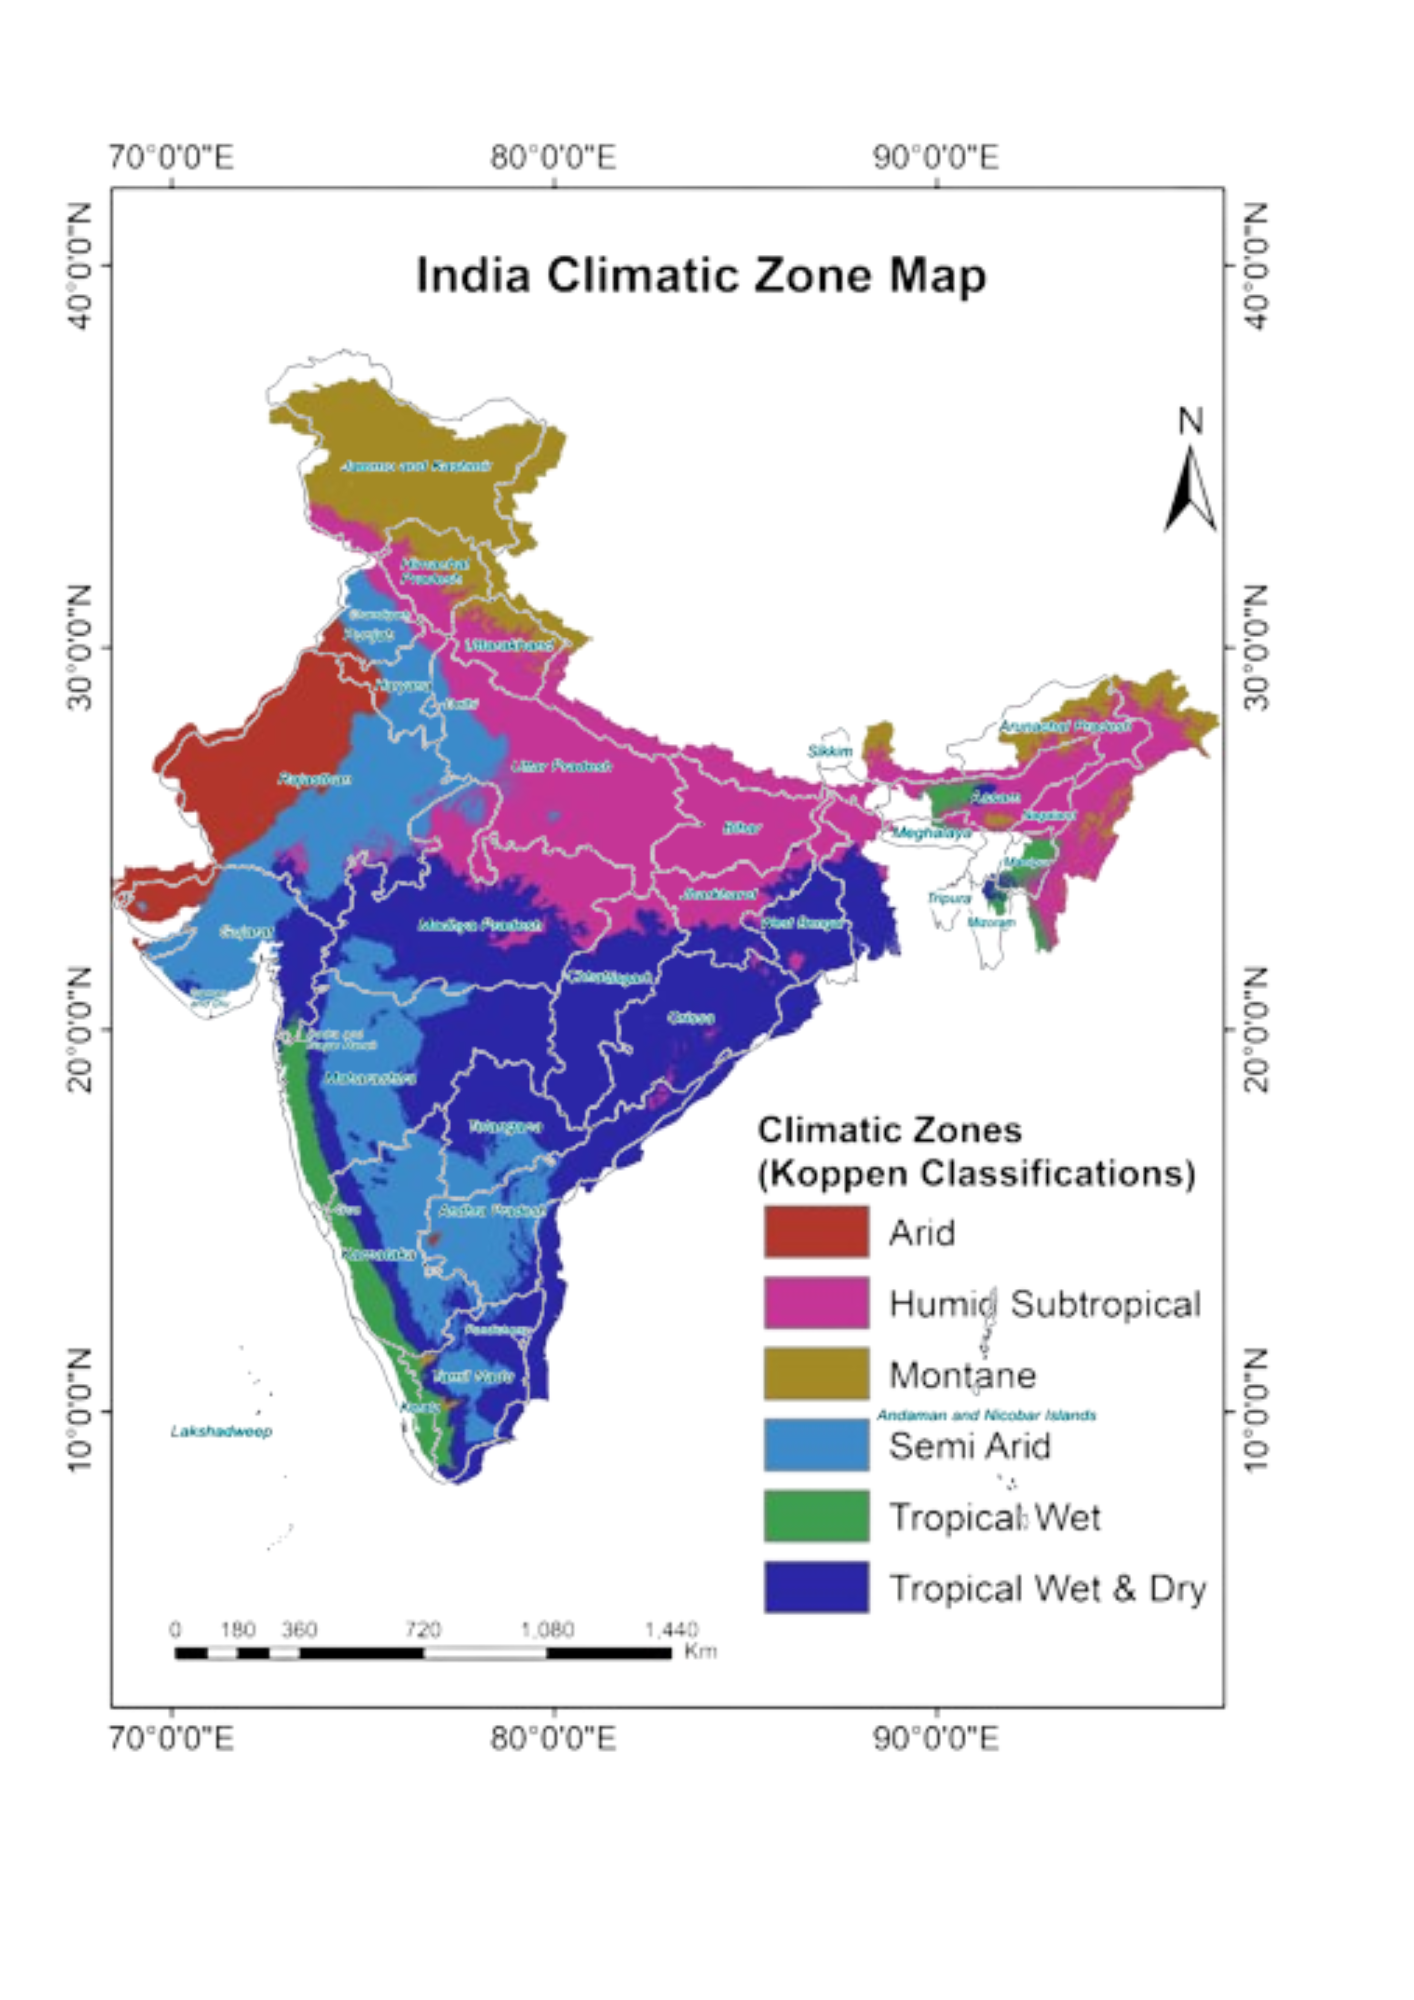 70°0'0"E 80°0'0"E 90°0'0"E
40°0'0"N
40°0'0"N
India Climatic Zone Map
N
Jammu and Kashmir
Himachal
Pradesh
30°0'0"N
30°0'0"N
Chandigarh
Punjab
Uttarakhand
Haryana
Delhi
Arunachal Pradesh
Sikkim
Rajasthan
Uttar Pradesh
Assam
Nagaland
Bihar
Meghalaya
Manipur
Jharkhand
Tripura
Gujarat
Madhya Pradesh
West Bengal
Mizoram
Chhattisgarh
and Diu
20°0'0"N
20°0'0"N
Orissa
Dadra and
Nagar Haveli
Maharashtra
Telangana
Climatic Zones
(Koppen Classifications)
Goa
Andhra Pradesh
Arid
Karnataka
Humid Subtropical
Puducherry
Tamil Nadu
Montane
10°0'0"N
10°0'0"N
Kerala
Andaman and Nicobar Islands
Lakshadweep
Semi Arid
Tropical Wet
Tropical Wet & Dry
0 180 360 720 1,080 1,440
Km
70°0'0"E 80°0'0"E 90°0'0"E